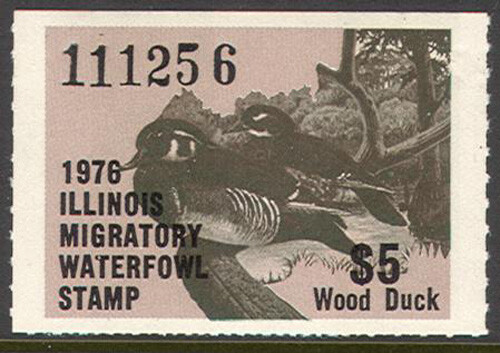 111256
1976
ILLINOIS
MIGRATORY
WATERFOWL
STAMP
$5
Wood Duck